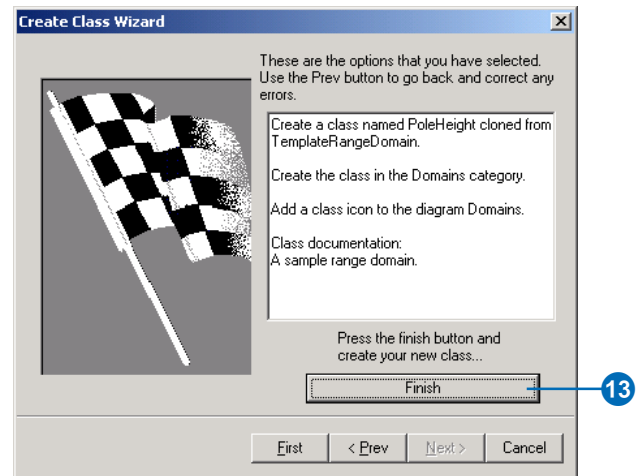 Create Class Wizard
These are the options that you have selected.
Use the Prev button to go back and correct any
errors.
Create a class named PoleHeight cloned from
TemplateRangeDomain.
Create the class in the Domains category.
Add a class icon to the diagram Domains.
Class documentation:
A sample range domain.
Press the finish button and
create your new class...
Finish
13
First
< Prev
Next >
Cancel